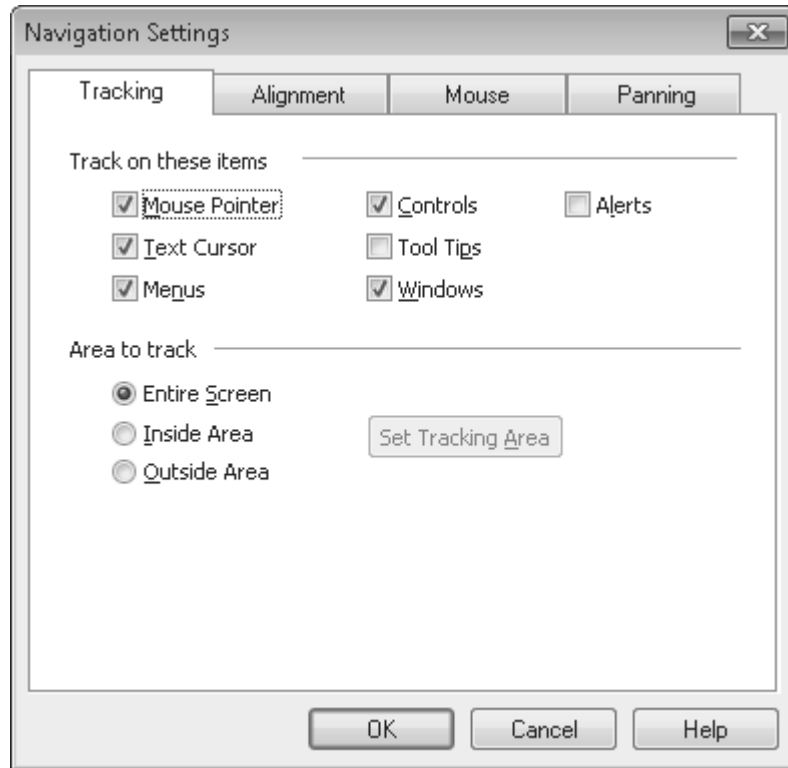 Navigation Settings
Tracking Alignment Mouse Panning
Track on these items
Mouse Pointer Controls Alerts
Text Cursor Tool Tips
Menus Windows
Area to track
Entire Screen
Inside Area Set Tracking Area
Outside Area
OK Cancel Help